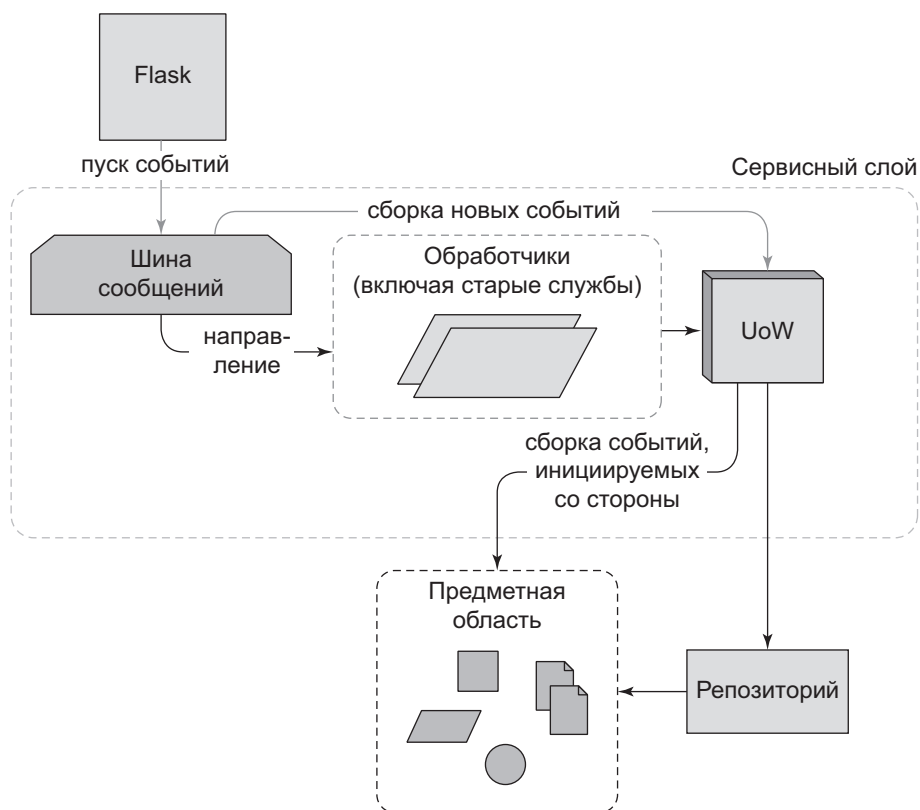 Flask
пуск событий
Сервисный слой
сборка новых событий
Шина
сообщений
Обработчики
(включая старые службы)
UoW
направ-
ление
сборка событий,
инициируемых
со стороны
Предметная
область
Репозиторий